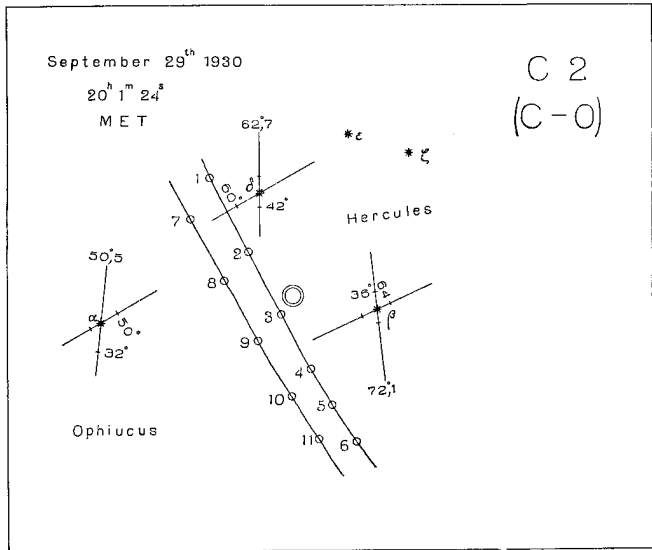 September 29th 1930
20h 1m 24s
MET
C 2
(C-O)
62°,7
ε
ζ
1
60°
δ
42°
7
Hercules
2
50°,5
8
36°
64
α
50°
3
β
32°
9
4
72°,1
10
5
Ophiucus
11
6